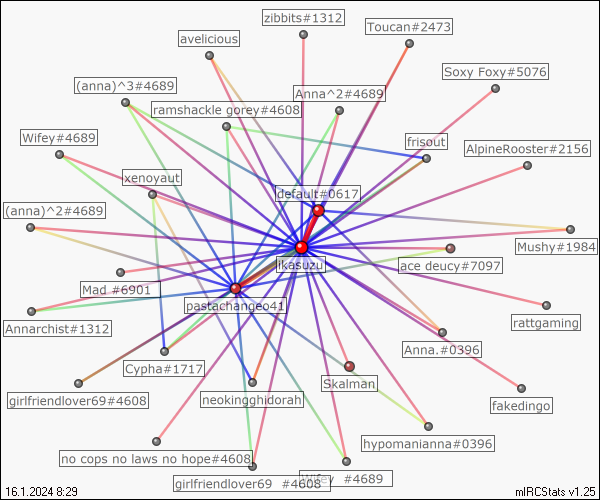 zibbits#1312
Toucan#2473
avelicious
Soxy Foxy#5076
(anna)^3#4689
Anna^2#4689
ramshackle gorey#4608
Wifey#4689
frisout
AlpineRooster#2156
xenoyaut
default#0617
(anna)^2#4689
Mushy#1984
likasuzu
ace deucy#7097
Mad #6901
pastachangeo41
Annarchist#1312
rattgaming
Anna.#0396
Cypha#1717
Skalman
girlfriendlover69#4608
neokingghidorah
fakedingo
hypomanianna#0396
no cops no laws no hope#4608
Wifey #4689
girlfriendlover69 #4608
16.1.2024 8:29
mIRCStats v1.25